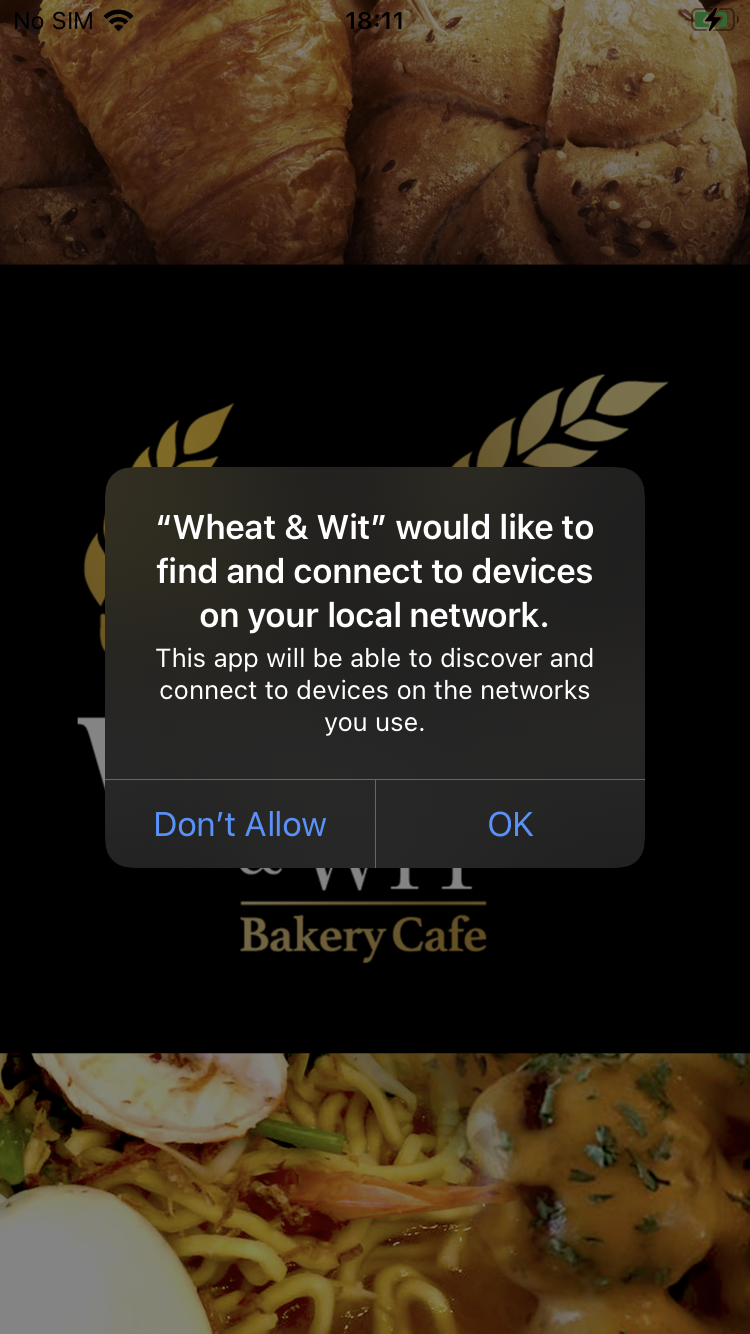 No SIM 18:11
“Wheat & Wit” would like to
find and connect to devices
on your local network.
This app will be able to discover and
connect to devices on the networks
you use.
Don’t Allow OK
& WIT
Bakery Cafe